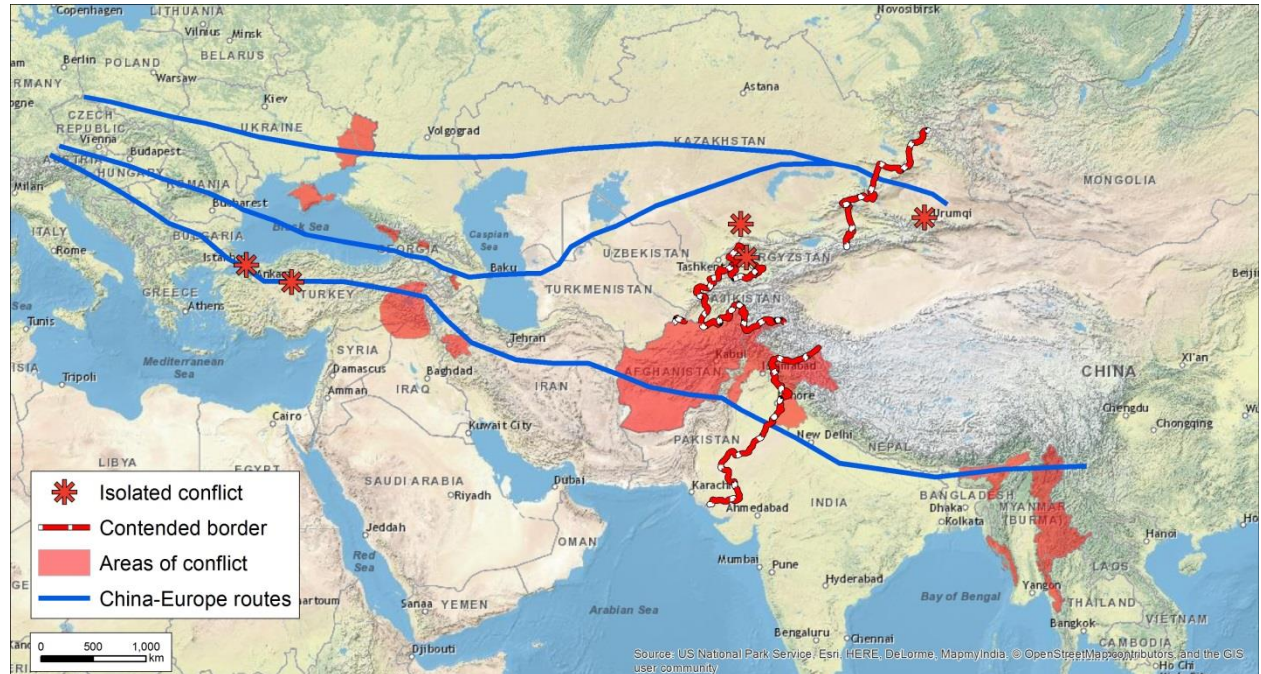 Copenhagen
LITHUANIA
Novosibirsk
Vilnius
Minsk
BELARUS
Berlin
POLAND
Warsaw
Astana
Kiev
CZECH
REPUBLIC
UKRAINE
Volgograd
KAZAKHSTAN
Vienna
Budapest
AUSTRIA
HUNGARY
MONGOLIA
Milan
ROMANIA
Bucharest
Urumqi
ITALY
BULGARIA
Black Sea
GEORGIA
Caspian
Sea
Rome
UZBEKISTAN
Tashkent
Baku
TURKMENISTAN
GREECE
TURKEY
Athens
Tunis
Tehran
Mediterranean
Sea
SYRIA
Damascus
Kabul
AFGHANISTAN
XI'an
Tripoli
IRAQ
Baghdad
IRAN
CHINA
Amman
Chengdu
Cairo
Kuwait City
PAKISTAN
New Delhi
NEPAL
Chongqing
LIBYA
EGYPT
SAUDI ARABIA
Riyadh
Dubai
Karachi
Ahmedabad
INDIA
BANGLADESH
Dhaka
Kolkata
MYANMAR
(BURMA)
Hanoi
Jeddah
OMAN
Red
Sea
Mumbai
Pune
LAOS
Hyderabad
Sanaa
YEMEN
Arabian Sea
Bay of Bengal
Yangon
THAILAND
VIETNAM
Bangkok
Bengaluru
Chennai
CAMBODIA
Djibouti
Ho Chi
Isolated conflict
Contended border
Areas of conflict
China-Europe routes
0 500 1,000
km
Source: US National Park Service, Esri, HERE, DeLorme, MapmyIndia, © OpenStreetMap contributors, and the GIS
user community